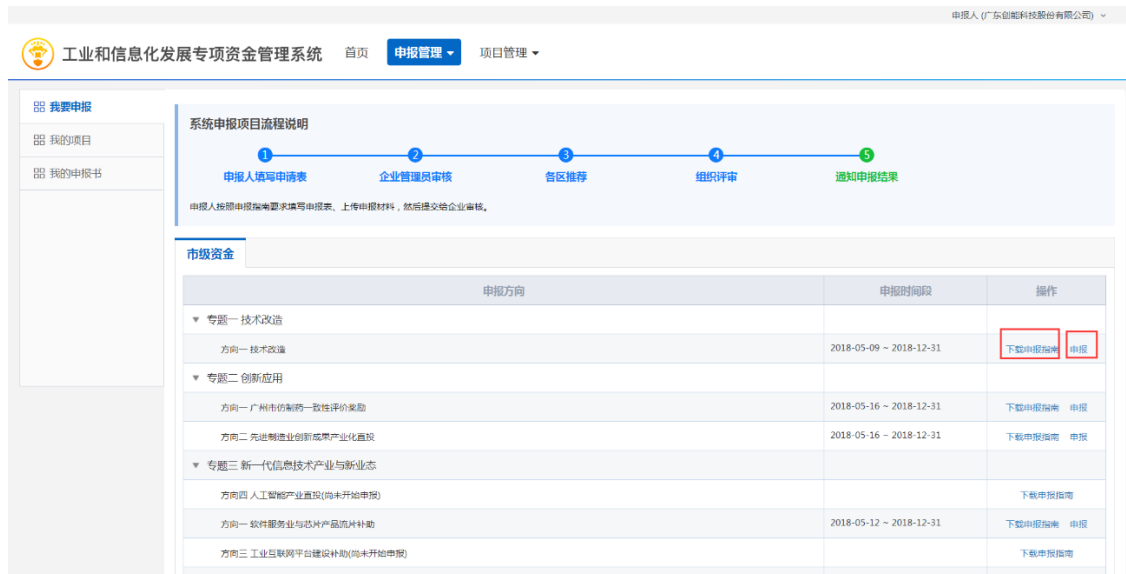 申报人 (广东创能科技股份有限公司)
工业和信息化发展专项资金管理系统 首页 申报管理 项目管理
我要申报
我的项目
我的申报书
系统申报项目流程说明
1 2 3 4 5
申报人填写申请表 企业管理员审核 各区推荐 组织评审 通知申报结果
申报人按照申报指南要求填写申报表、上传申报材料，然后提交给企业审核。
市级资金
申报方向 申报时间段 操作
专题一 技术改造
方向一 技术改造 2018-05-09 ~ 2018-12-31 下载申报指南 申报
专题二 创新应用
方向一 广州市仿制药一致性评价奖励 2018-05-16 ~ 2018-12-31 下载申报指南 申报
方向二 先进制造业创新成果产业化直投 2018-05-16 ~ 2018-12-31 下载申报指南 申报
专题三 新一代信息技术产业与新业态
方向四 人工智能产业直投(尚未开始申报) 下载申报指南
方向一 软件服务业与芯片产品流片补助 2018-05-12 ~ 2018-12-31 下载申报指南 申报
方向三 工业互联网平台建设补助(尚未开始申报) 下载申报指南